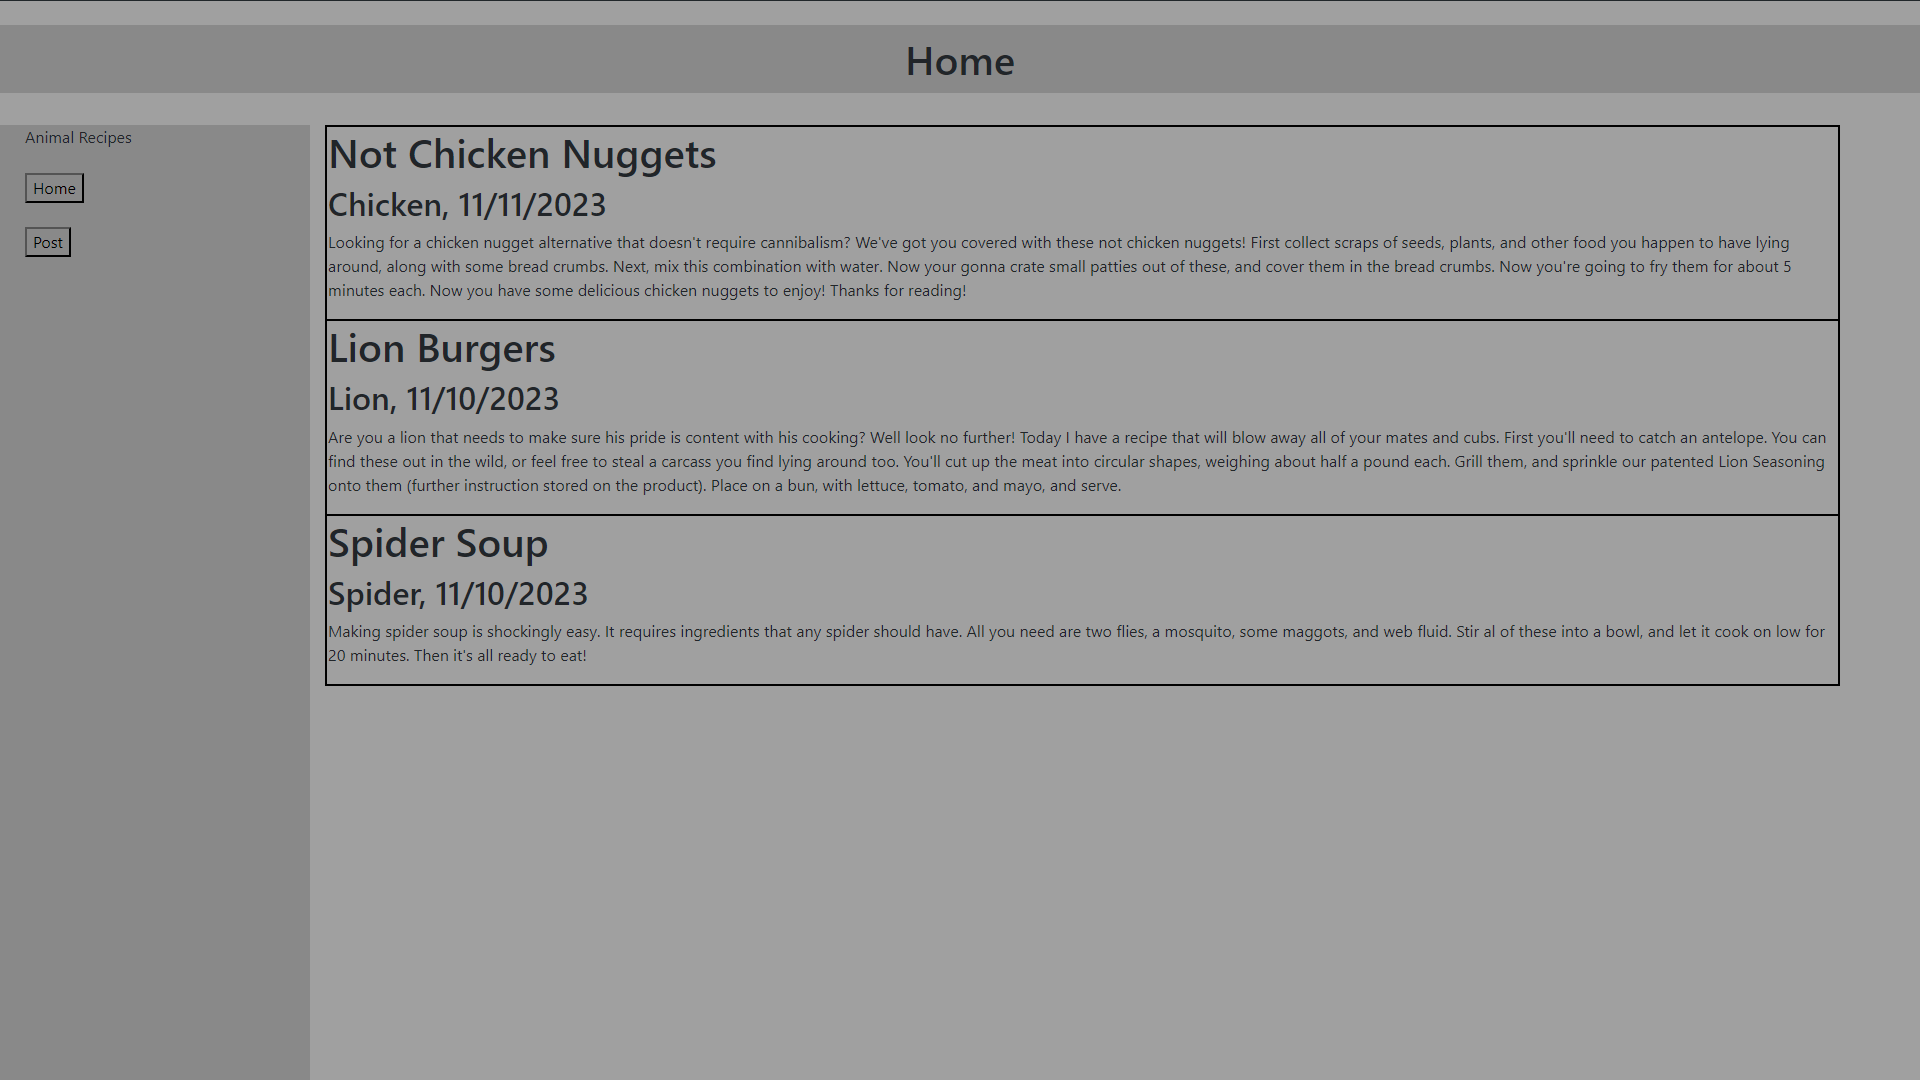 Home
Animal Recipes
Home
Post
Not Chicken Nuggets
Chicken, 11/11/2023
Looking for a chicken nugget alternative that doesn't require cannibalism? We've got you covered with these not chicken nuggets! First collect scraps of seeds, plants, and other food you happen to have lying
around, along with some bread crumbs. Next, mix this combination with water. Now your gonna crate small patties out of these, and cover them in the bread crumbs. Now you're going to fry them for about 5
minutes each. Now you have some delicious chicken nuggets to enjoy! Thanks for reading!
Lion Burgers
Lion, 11/10/2023
Are you a lion that needs to make sure his pride is content with his cooking? Well look no further! Today I have a recipe that will blow away all of your mates and cubs. First you'll need to catch an antelope. You can
find these out in the wild, or feel free to steal a carcass you find lying around too. You'll cut up the meat into circular shapes, weighing about half a pound each. Grill them, and sprinkle our patented Lion Seasoning
onto them (further instruction stored on the product). Place on a bun, with lettuce, tomato, and mayo, and serve.
Spider Soup
Spider, 11/10/2023
Making spider soup is shockingly easy. It requires ingredients that any spider should have. All you need are two flies, a mosquito, some maggots, and web fluid. Stir al of these into a bowl, and let it cook on low for
20 minutes. Then it's all ready to eat!